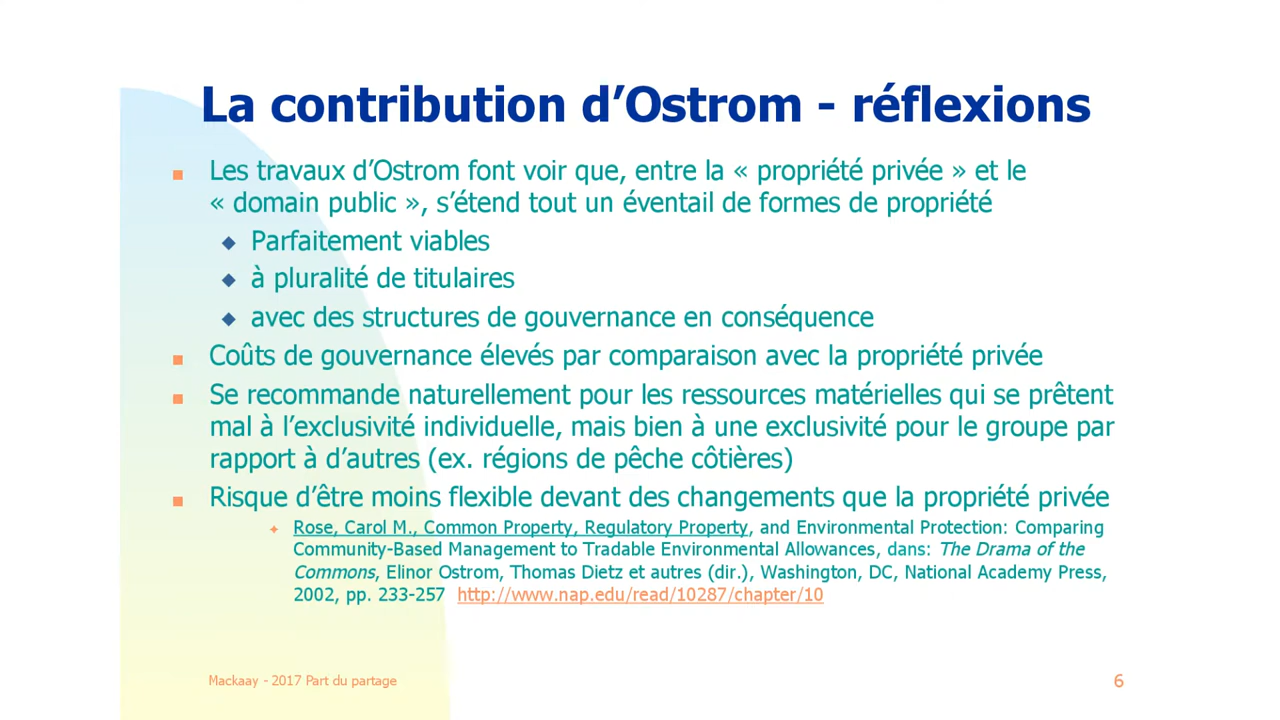 La contribution d’Ostrom - réflexions
Les travaux d’Ostrom font voir que, entre la « propriété privée » et le
« domain public », s’étend tout un éventail de formes de propriété
Parfaitement viables
à pluralité de titulaires
avec des structures de gouvernance en conséquence
Coûts de gouvernance élevés par comparaison avec la propriété privée
Se recommande naturellement pour les ressources matérielles qui se prêtent
mal à l’exclusivité individuelle, mais bien à une exclusivité pour le groupe par
rapport à d’autres (ex. régions de pêche côtières)
Risque d’être moins flexible devant des changements que la propriété privée
Rose, Carol M., Common Property, Regulatory Property, and Environmental Protection: Comparing
Community-Based Management to Tradable Environmental Allowances, dans: The Drama of the
Commons, Elinor Ostrom, Thomas Dietz et autres (dir.), Washington, DC, National Academy Press,
2002, pp. 233-257 http://www.nap.edu/read/10287/chapter/10
Mackaay - 2017 Part du partage
6